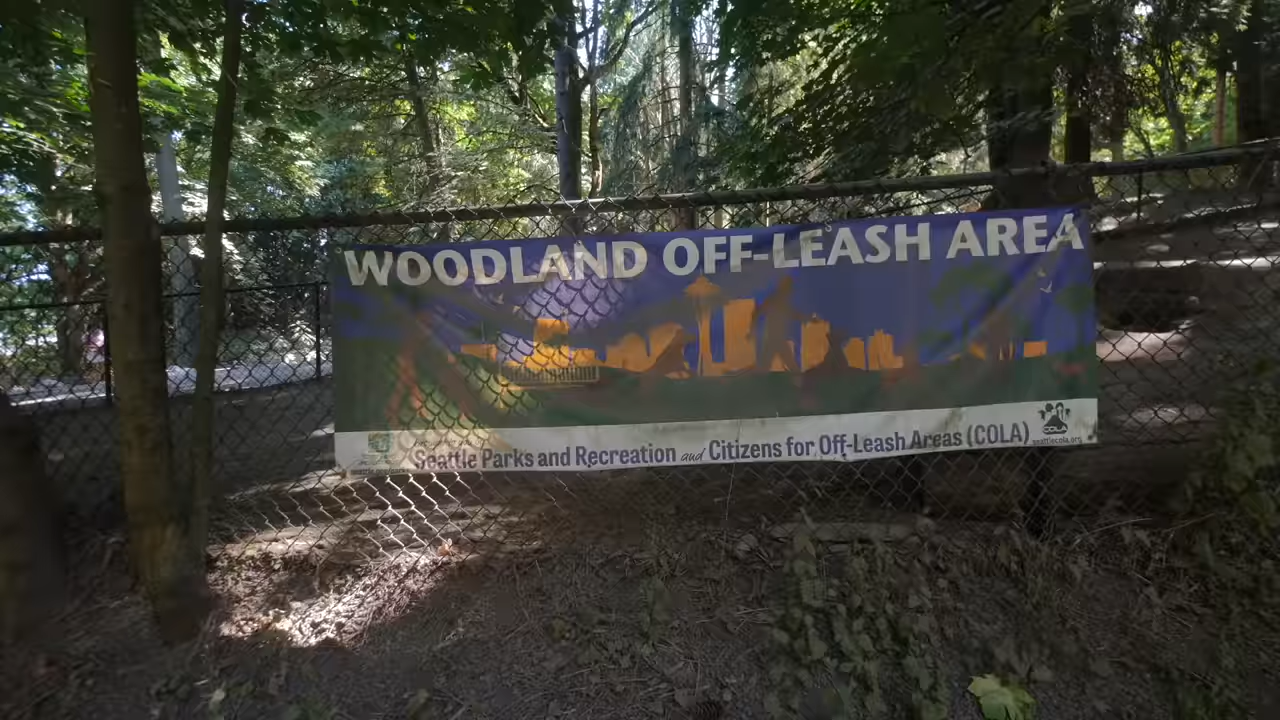 WOODLAND OFF-LEASH AREA
Seattle Parks and Recreation and Citizens for Off-Leash Areas (COLA)
COLA
seattlecola.org